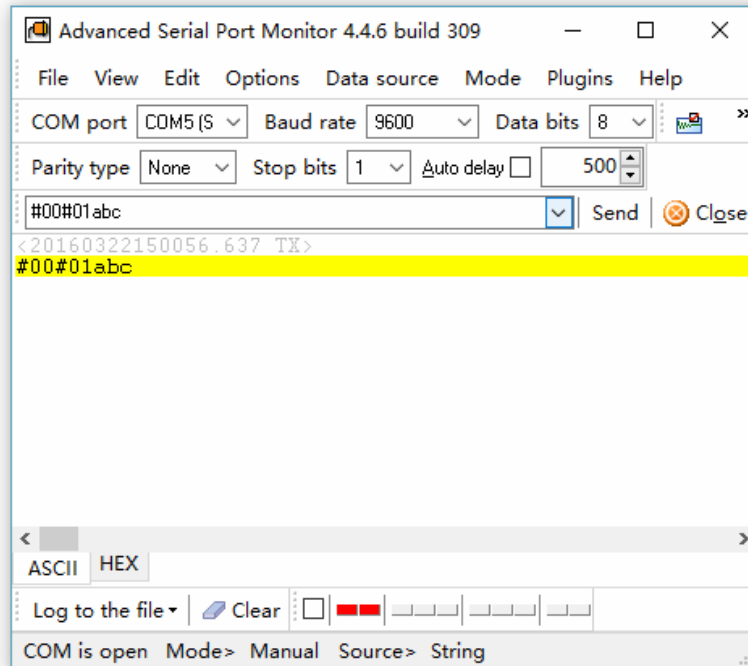 Advanced Serial Port Monitor 4.4.6 build 309
File View Edit Options Data source Mode Plugins Help
COM port COM5 (S Baud rate 9600 Data bits 8 »
Parity type None Stop bits 1 Auto delay 500
#00#01abc Send Close
<20160322150056.637 TX>
#00#01abc
ASCII HEX
Log to the file Clear
COM is open Mode> Manual Source> String